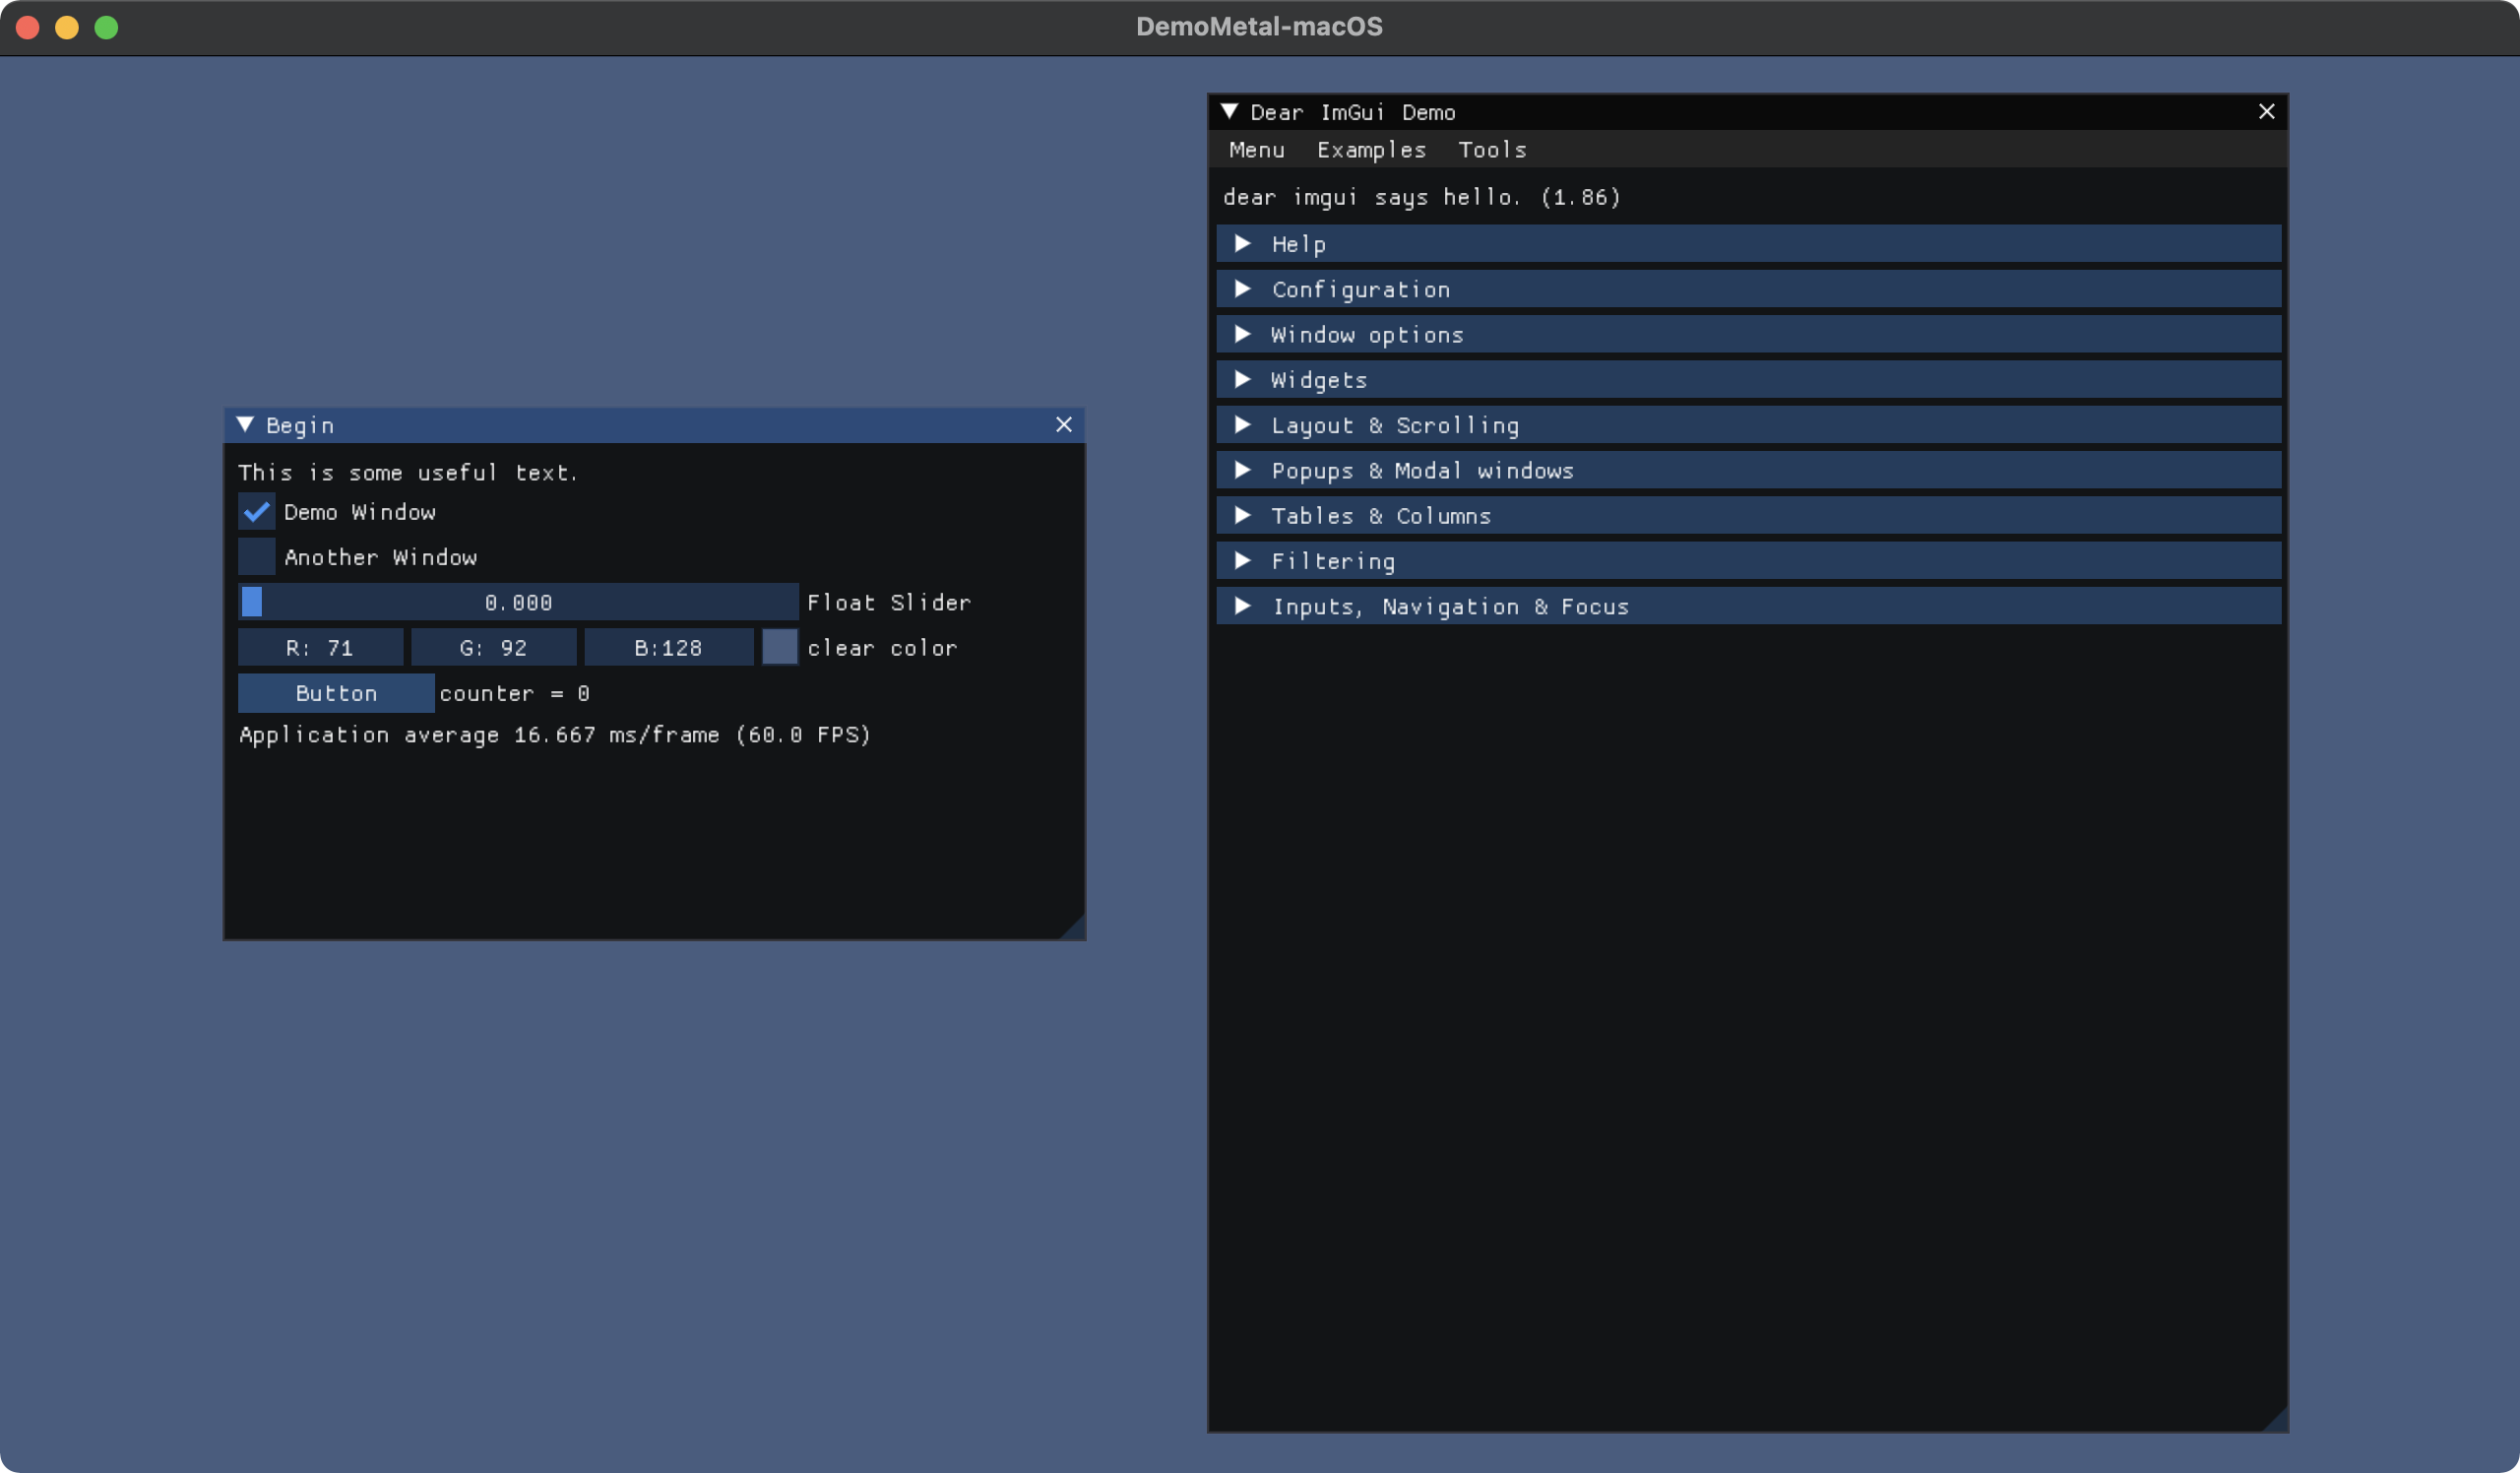 DemoMetal-macOS
Begin
This is some useful text.
Demo Window
Another Window
0.000 Float Slider
R: 71 G: 92 B:128 clear color
Button counter = 0
Application average 16.667 ms/frame (60.0 FPS)
Dear ImGui Demo
Menu Examples Tools
dear imgui says hello. (1.86)
Help
Configuration
Window options
Widgets
Layout & Scrolling
Popups & Modal windows
Tables & Columns
Filtering
Inputs, Navigation & Focus